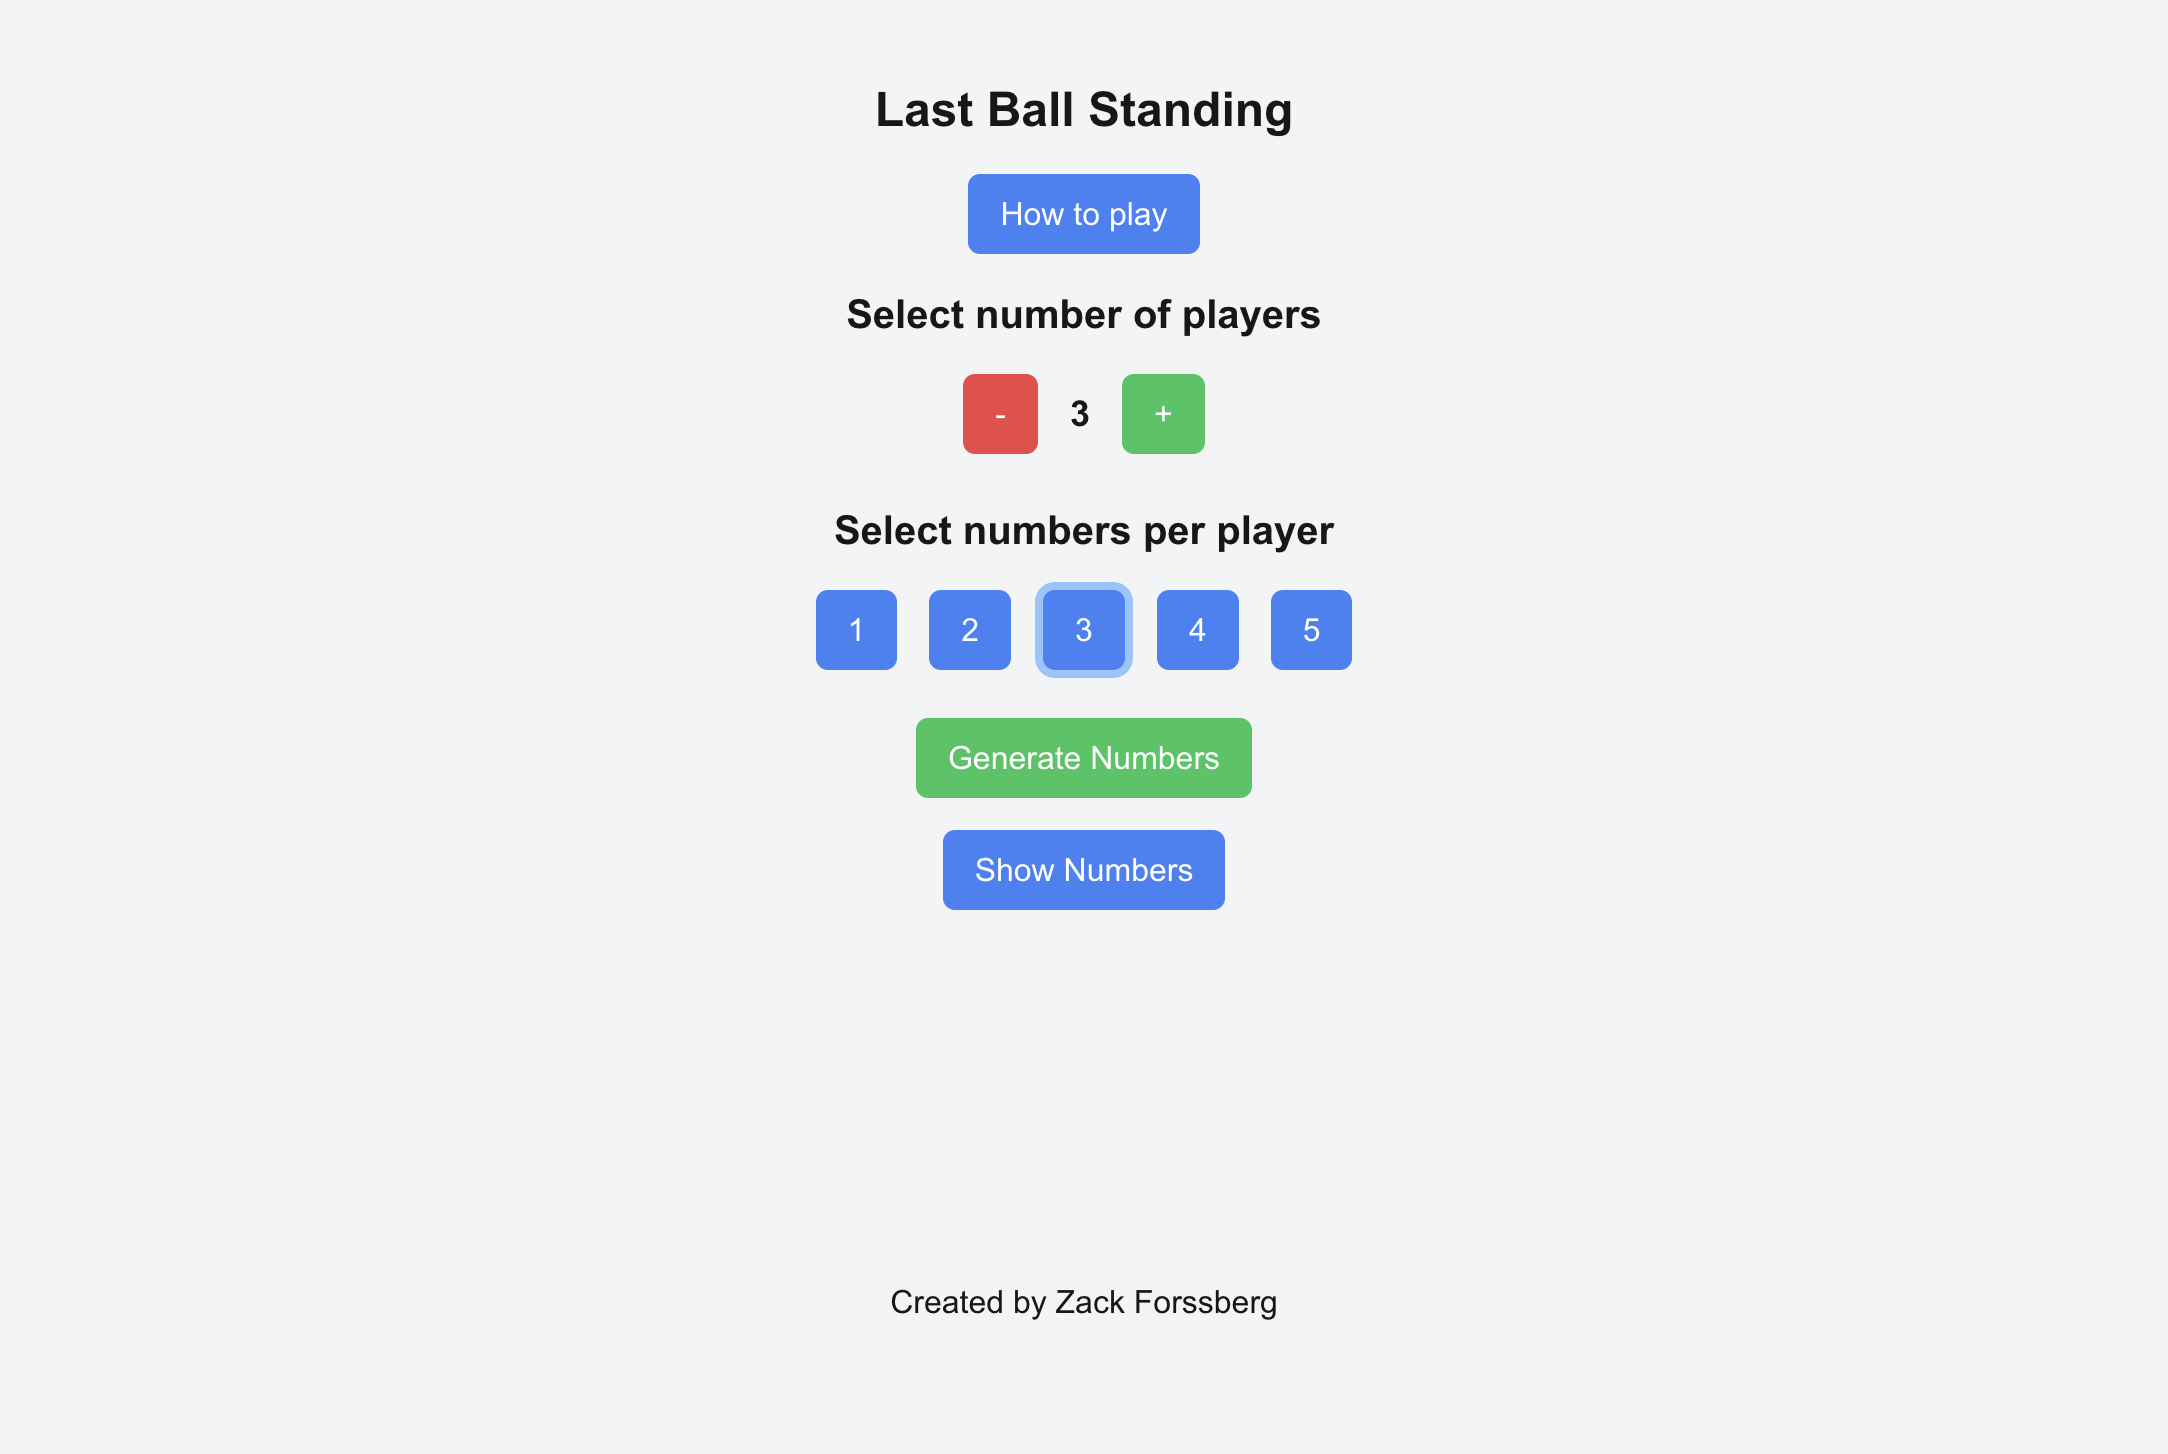 Last Ball Standing
How to play
Select number of players
- 3 +
Select numbers per player
1 2 3 4 5
Generate Numbers
Show Numbers
Created by Zack Forssberg